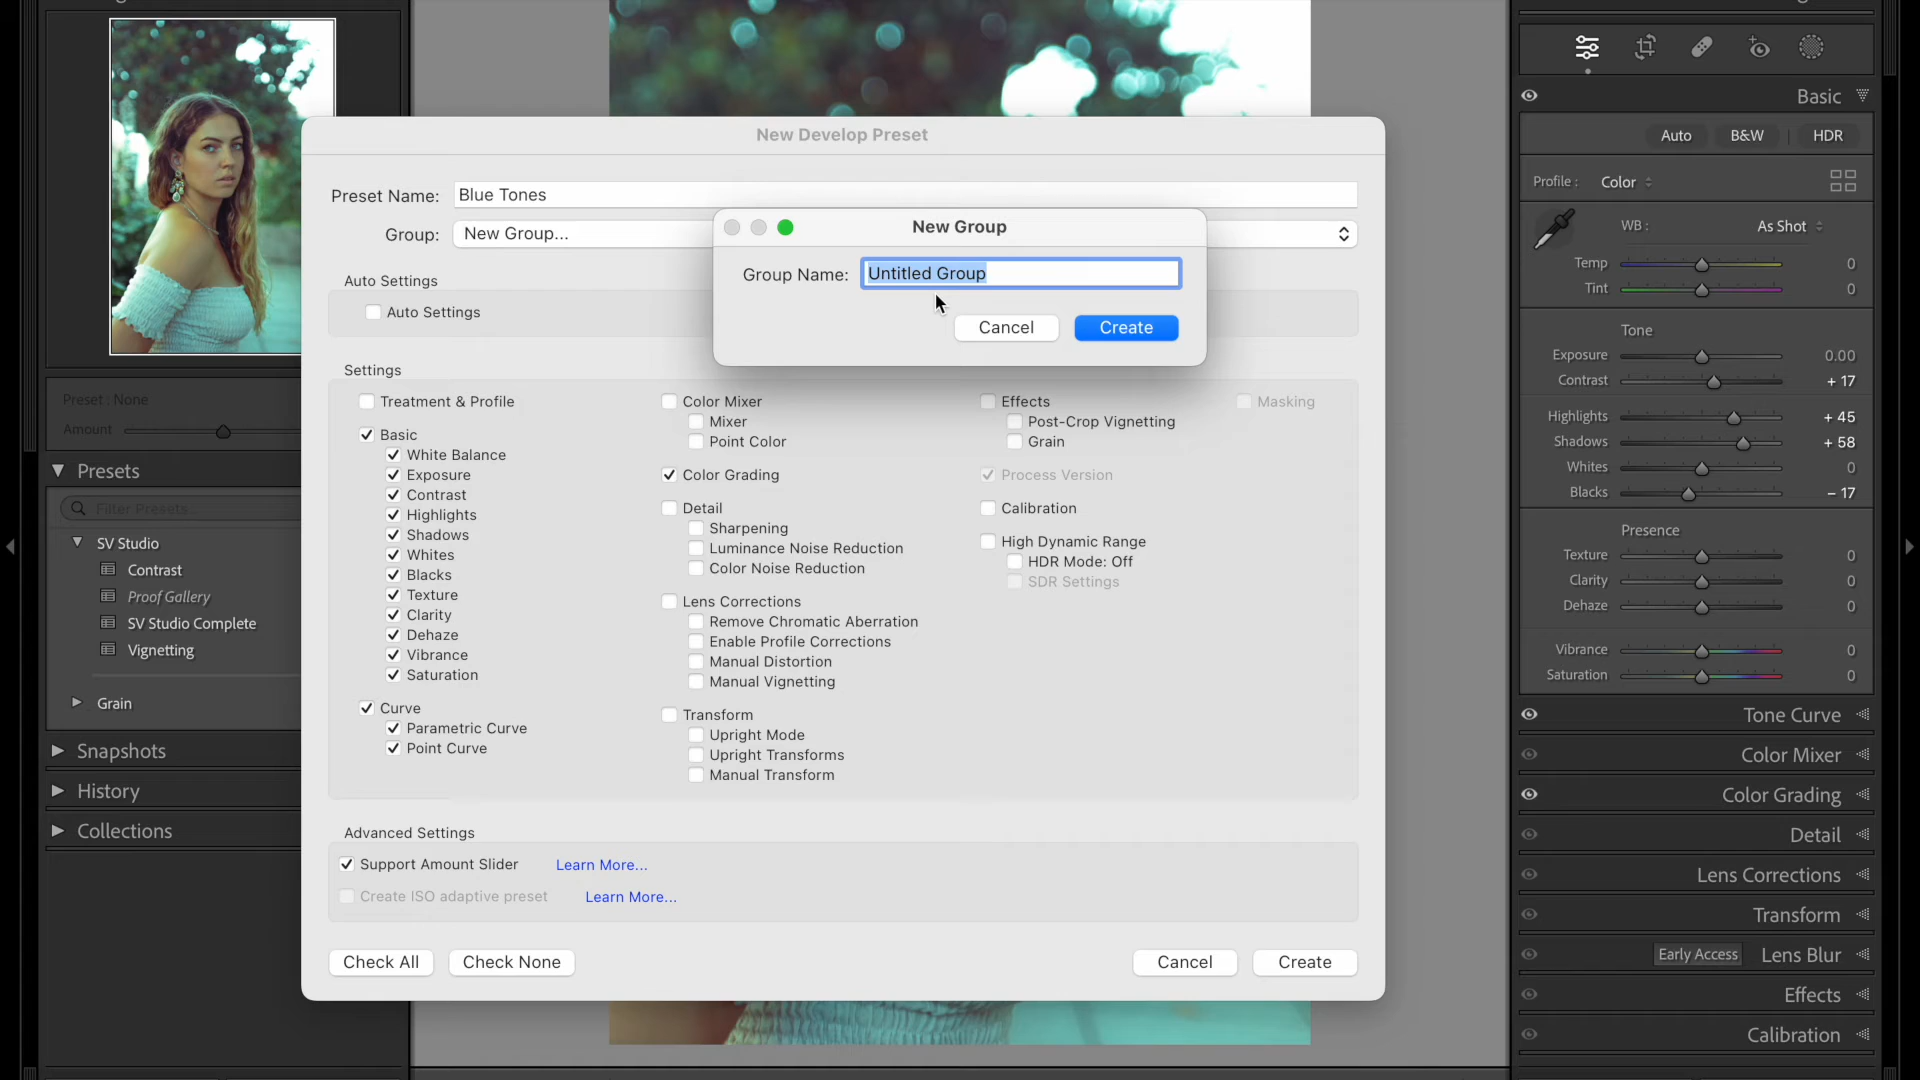 New Develop Preset
Preset Name: Blue Tones
Group: New Group...
New Group
Group Name: Untitled Group
Cancel Create
Auto Settings
Auto Settings
Settings
Treatment & Profile
Basic
White Balance
Exposure
Contrast
Highlights
Shadows
Whites
Blacks
Texture
Clarity
Dehaze
Vibrance
Saturation
Curve
Parametric Curve
Point Curve
Color Mixer
Mixer
Point Color
Color Grading
Detail
Sharpening
Luminance Noise Reduction
Color Noise Reduction
Lens Corrections
Remove Chromatic Aberration
Enable Profile Corrections
Manual Distortion
Manual Vignetting
Transform
Upright Mode
Upright Transforms
Manual Transform
Effects
Post-Crop Vignetting
Grain
Process Version
Calibration
High Dynamic Range
HDR Mode: Off
SDR Settings
Masking
Advanced Settings
Support Amount Slider Learn More...
Create ISO adaptive preset Learn More...
Check All Check None Cancel Create
Preset : None
Amount
Presets
Filter Presets
SV Studio
Contrast
Proof Gallery
SV Studio Complete
Vignetting
Grain
Snapshots
History
Collections
Basic
Auto B&W HDR
Profile : Color
WB : As Shot
Temp 0
Tint 0
Tone
Exposure 0.00
Contrast + 17
Highlights + 45
Shadows + 58
Whites 0
Blacks – 17
Presence
Texture 0
Clarity 0
Dehaze 0
Vibrance 0
Saturation 0
Tone Curve
Color Mixer
Color Grading
Detail
Lens Corrections
Transform
Early Access Lens Blur
Effects
Calibration